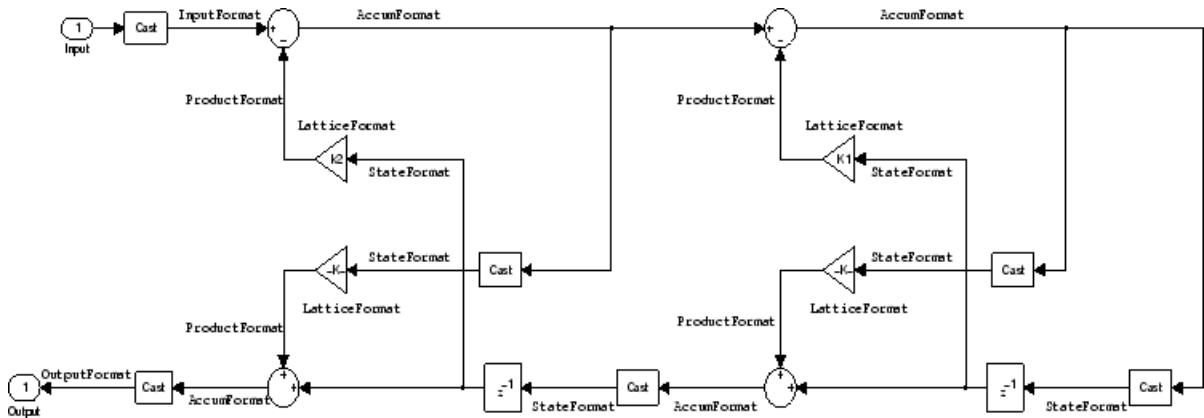 InputFormat
AccumFormat
AccumFormat
1
Cast
+
−
+
−
Input
ProductFormat
ProductFormat
LatticeFormat
LatticeFormat
k2
K1
StateFormat
StateFormat
StateFormat
StateFormat
-K-
Cast
-K-
Cast
LatticeFormat
LatticeFormat
ProductFormat
ProductFormat
OutputFormat
1
Cast
+
+
z-1
Cast
+
+
z-1
Cast
Output
AccumFormat
StateFormat
AccumFormat
StateFormat